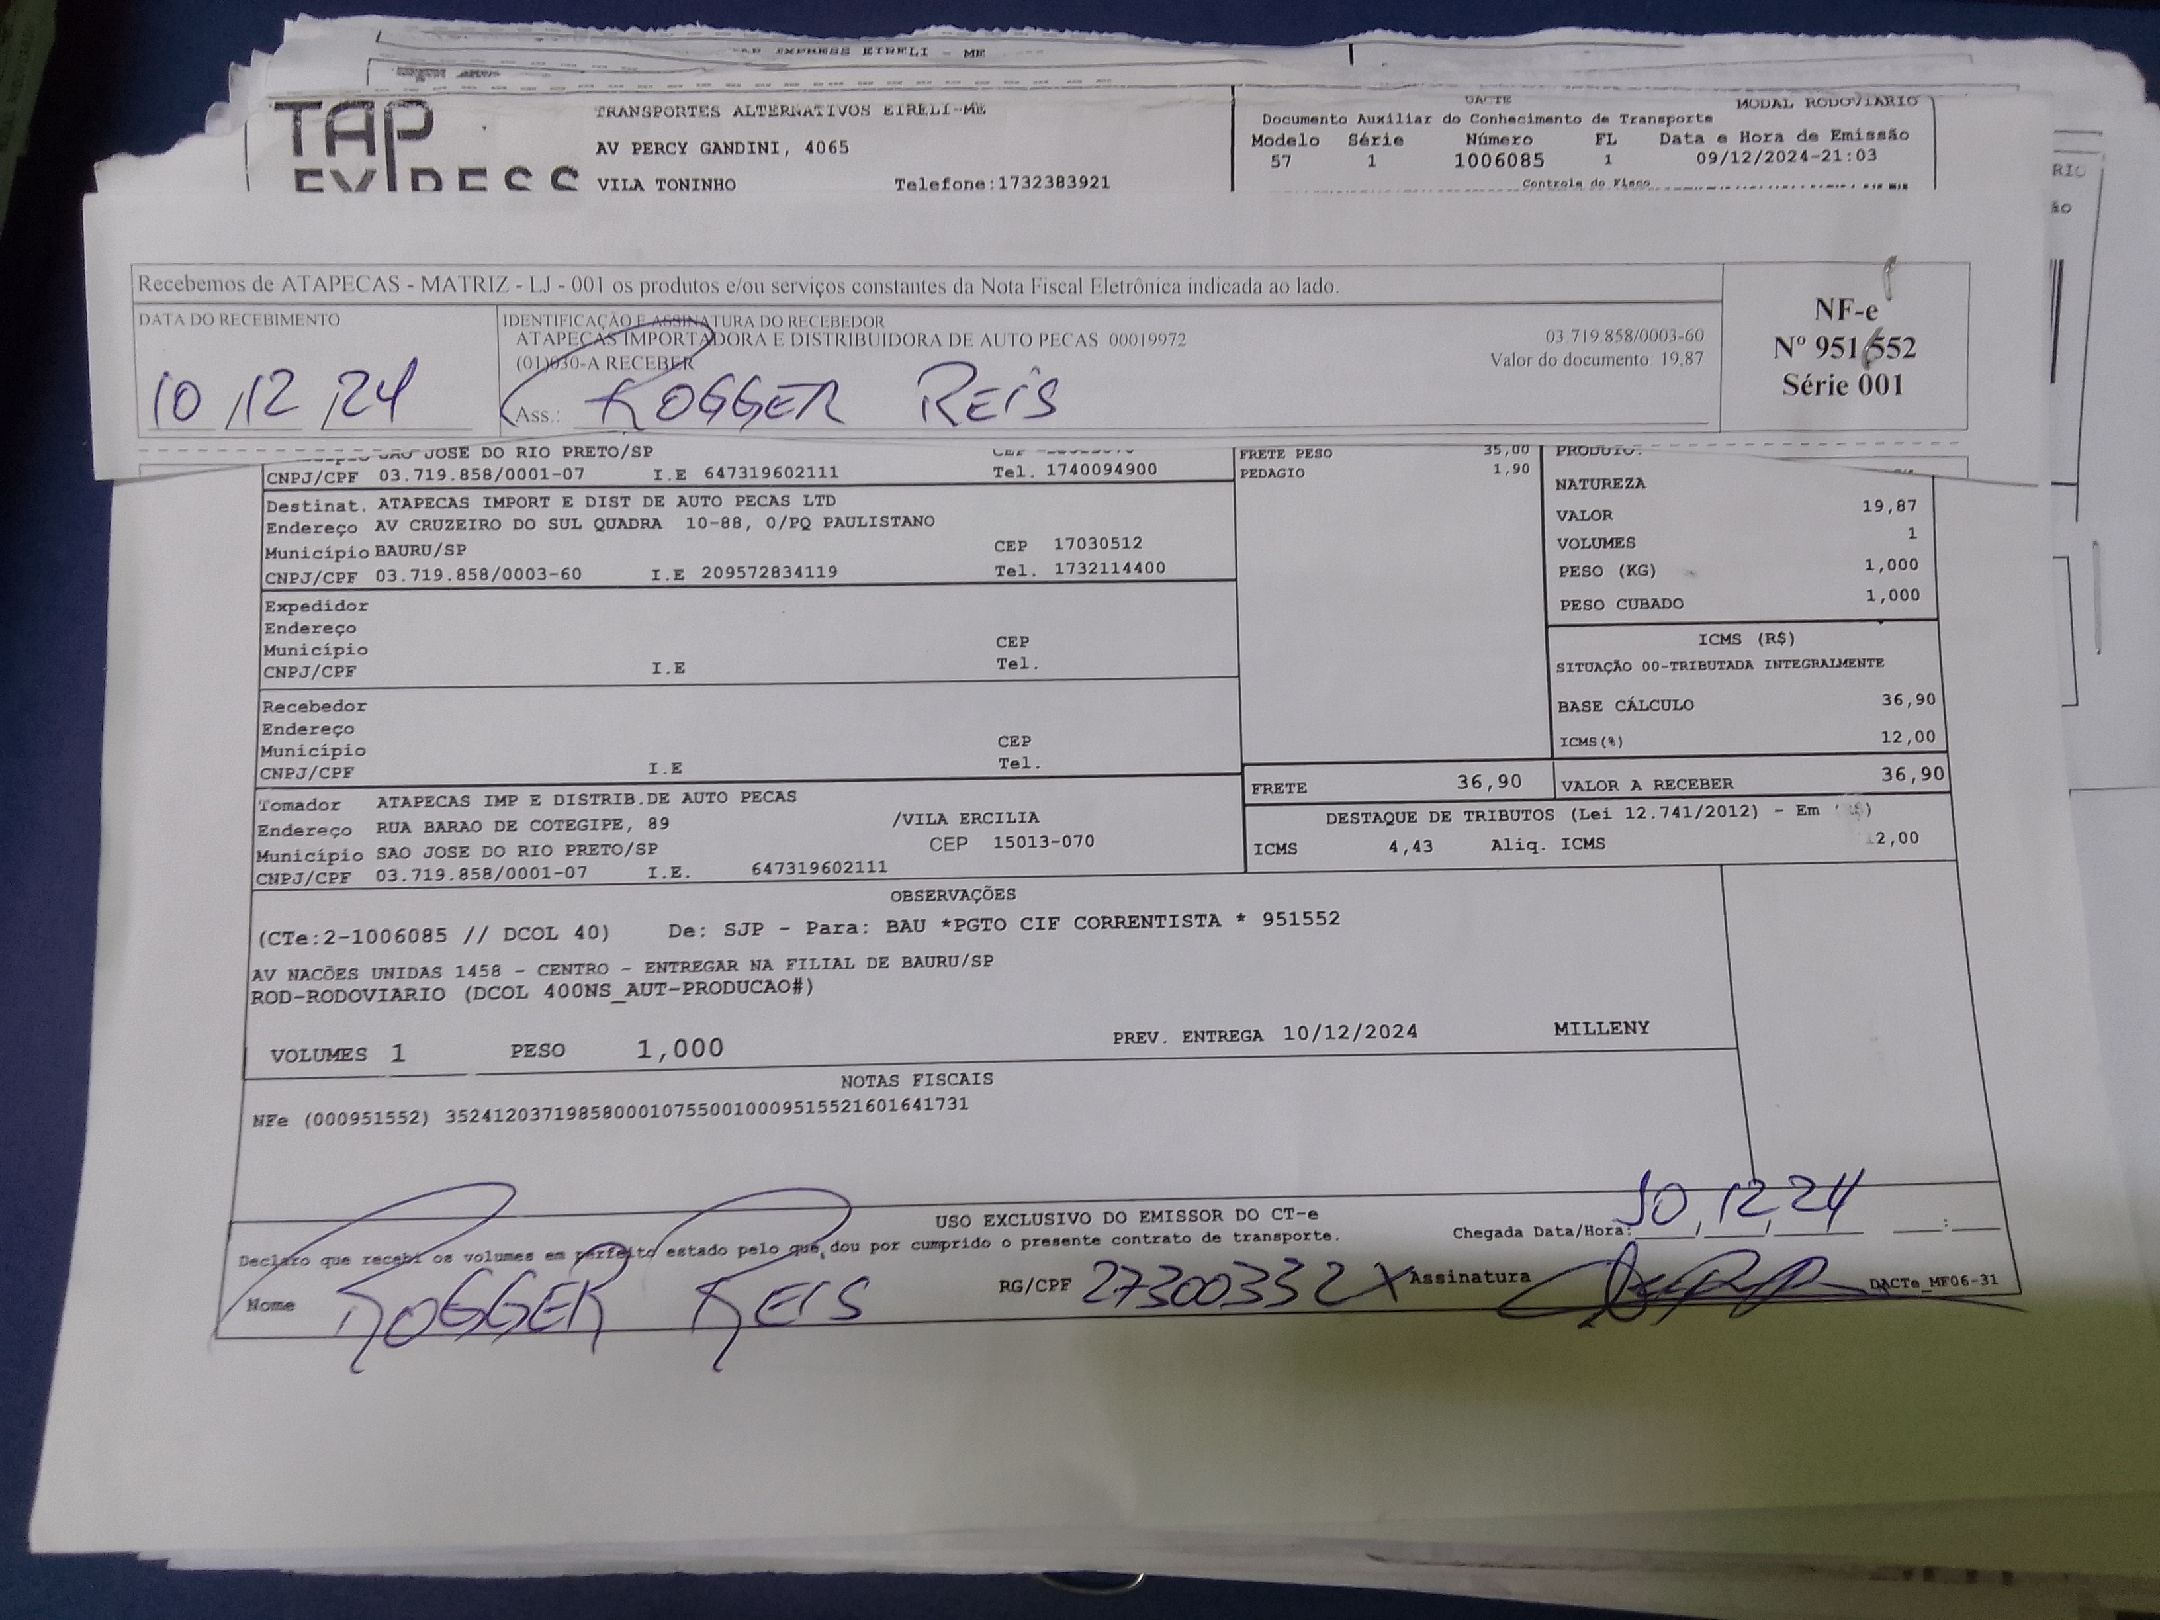 TAP EXPRESS EIRELI - ME
TAP
EXPRESS
TRANSPORTES ALTERNATIVOS EIRELI-ME
AV PERCY GANDINI, 4065
VILA TONINHO Telefone:1732383921
DACTE MODAL RODOVIÁRIO
Documento Auxiliar do Conhecimento de Transporte
Modelo Série Número FL Data e Hora de Emissão
57 1 1006085 1 09/12/2024-21:03
Controle do Fisco
RIO
ão
Recebemos de ATAPECAS - MATRIZ - LJ - 001 os produtos e/ou serviços constantes da Nota Fiscal Eletrônica indicada ao lado.
DATA DO RECEBIMENTO
10/12/24
IDENTIFICAÇÃO E ASSINATURA DO RECEBEDOR
ATAPECAS IMPORTADORA E DISTRIBUIDORA DE AUTO PECAS 00019972 03.719.858/0003-60
(01)030-A RECEBER Valor do documento: 19,87
Ass.: ROGGER REIS
NF-e
Nº 951552
Série 001
SAO JOSE DO RIO PRETO/SP
CNPJ/CPF 03.719.858/0001-07 I.E 647319602111 Tel. 1740094900
Destinat. ATAPECAS IMPORT E DIST DE AUTO PECAS LTD
Endereço AV CRUZEIRO DO SUL QUADRA 10-88, 0/PQ PAULISTANO
Município BAURU/SP CEP 17030512
CNPJ/CPF 03.719.858/0003-60 I.E 209572834119 Tel. 1732114400
Expedidor
Endereço
Município CEP
CNPJ/CPF I.E Tel.
Recebedor
Endereço
Município CEP
CNPJ/CPF I.E Tel.
Tomador ATAPECAS IMP E DISTRIB.DE AUTO PECAS
Endereço RUA BARAO DE COTEGIPE, 89 /VILA ERCILIA
Município SAO JOSE DO RIO PRETO/SP CEP 15013-070
CNPJ/CPF 03.719.858/0001-07 I.E. 647319602111
FRETE PESO 35,00
PEDAGIO 1,90
PRODUTO:
NATUREZA
VALOR 19,87
VOLUMES 1
PESO (KG) 1,000
PESO CUBADO 1,000
ICMS (R$)
SITUAÇÃO 00-TRIBUTADA INTEGRALMENTE
BASE CÁLCULO 36,90
ICMS(%) 12,00
FRETE 36,90 VALOR A RECEBER 36,90
DESTAQUE DE TRIBUTOS (Lei 12.741/2012) - Em (R$)
ICMS 4,43 Aliq. ICMS 12,00
OBSERVAÇÕES
(CTe:2-1006085 // DCOL 40) De: SJP - Para: BAU *PGTO CIF CORRENTISTA * 951552
AV NACÕES UNIDAS 1458 - CENTRO - ENTREGAR NA FILIAL DE BAURU/SP
ROD-RODOVIARIO (DCOL 400NS_AUT-PRODUCAO#)
VOLUMES 1 PESO 1,000 PREV. ENTREGA 10/12/2024 MILLENY
NOTAS FISCAIS
NFe (000951552) 35241203719858000107550010009515521601641731
USO EXCLUSIVO DO EMISSOR DO CT-e
Declaro que recebi os volumes em perfeito estado pelo que dou por cumprido o presente contrato de transporte.
Chegada Data/Hora: 10/12/24 :
Nome ROGGER REIS RG/CPF 27300332X Assinatura DACTe_MF06-31